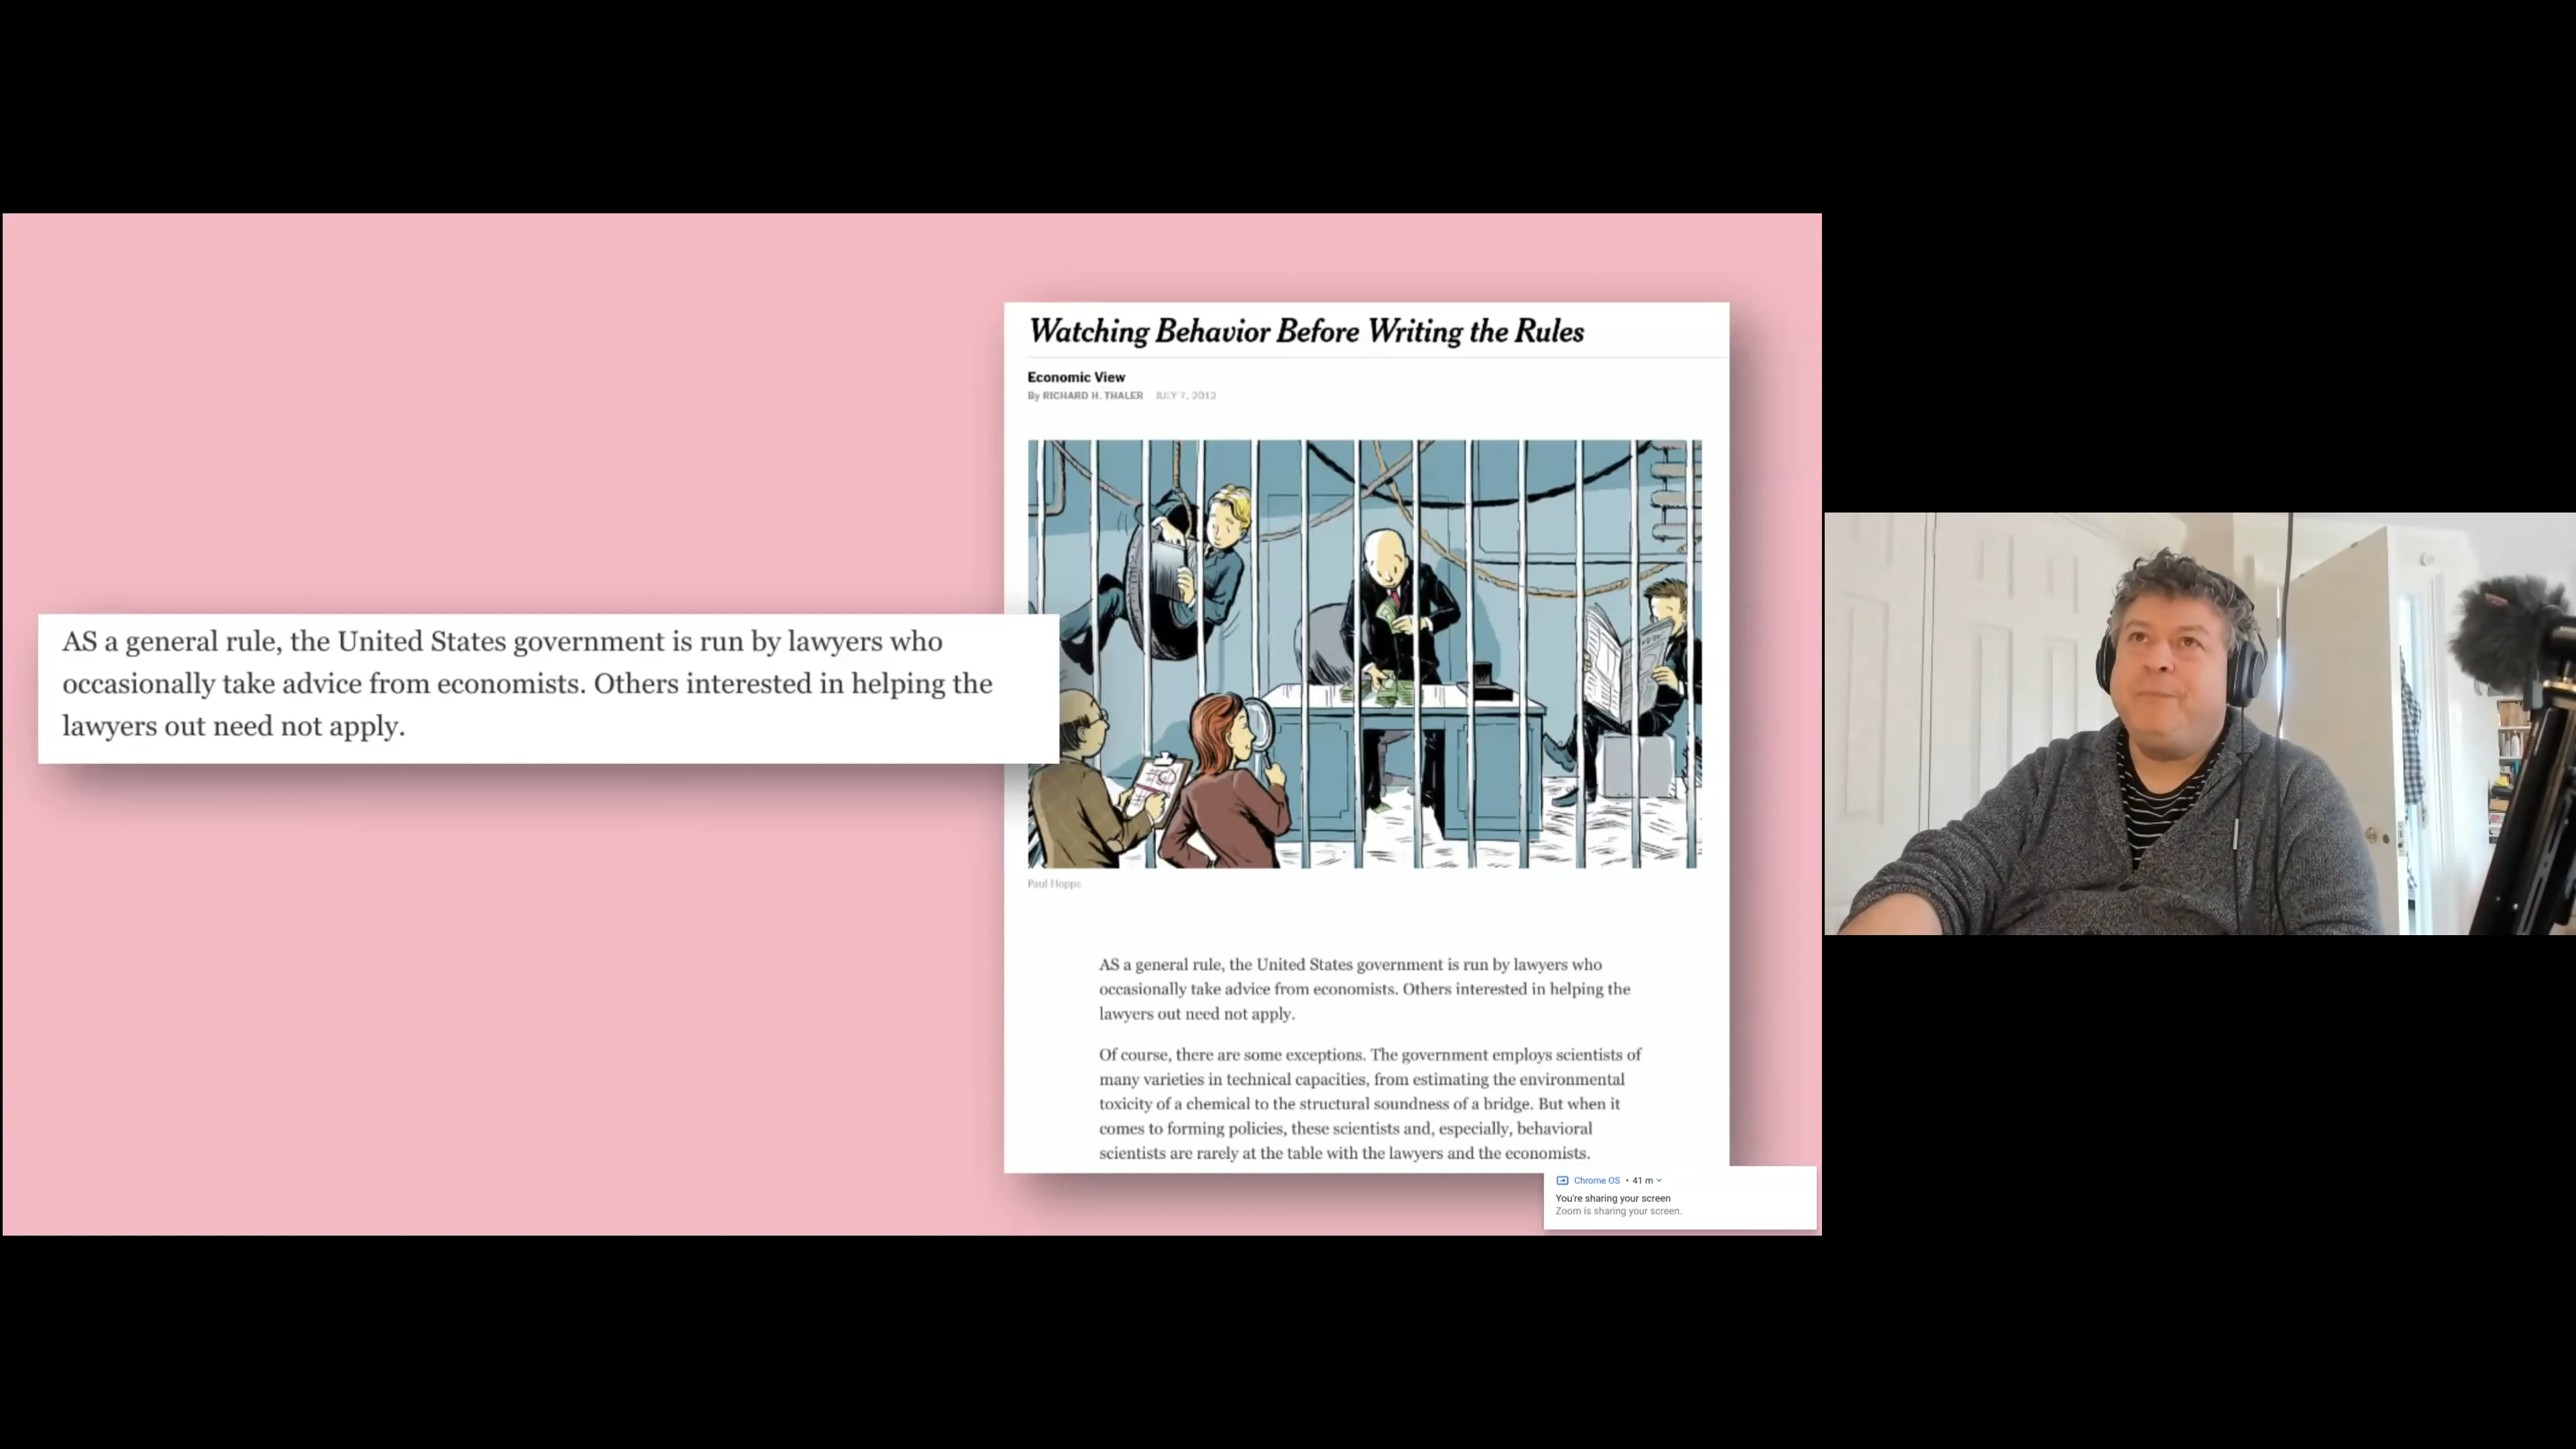 Watching Behavior Before Writing the Rules
Economic View
By RICHARD H. THALER JULY 7, 2012
AS a general rule, the United States government is run by lawyers who
occasionally take advice from economists. Others interested in helping the
lawyers out need not apply.
Paul Hoppe
AS a general rule, the United States government is run by lawyers who
occasionally take advice from economists. Others interested in helping the
lawyers out need not apply.
Of course, there are some exceptions. The government employs scientists of
many varieties in technical capacities, from estimating the environmental
toxicity of a chemical to the structural soundness of a bridge. But when it
comes to forming policies, these scientists and, especially, behavioral
scientists are rarely at the table with the lawyers and the economists.
Chrome OS • 41 m
You're sharing your screen
Zoom is sharing your screen.